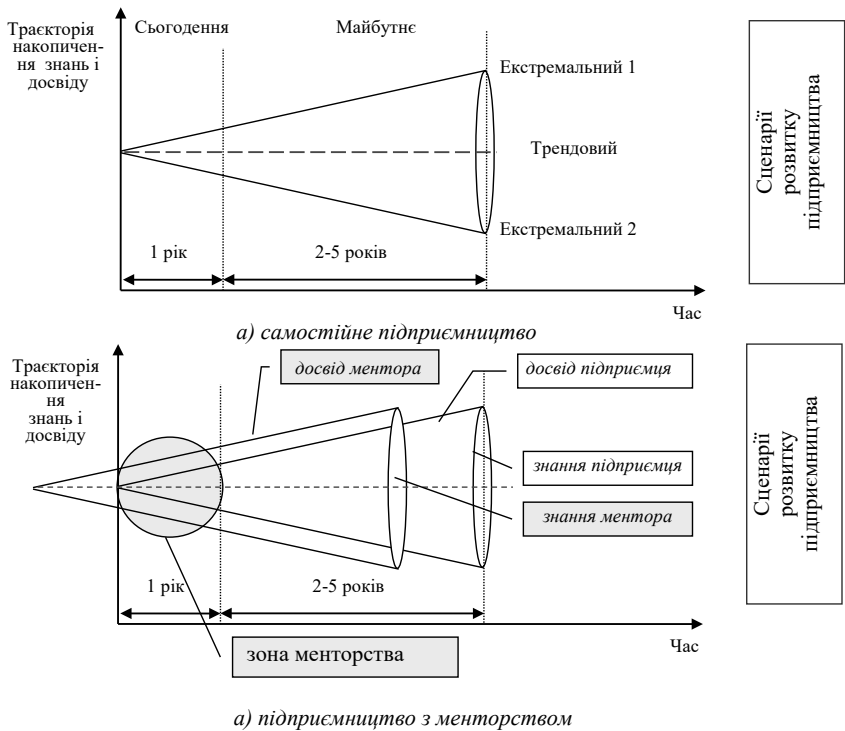 Траєкторія
накопичен-
ня знань і
досвіду
Сьогодення
Майбутнє
Екстремальний 1
Трендовий
Екстремальний 2
1 рік
2-5 років
Час
Сценарії
розвитку
підприємництва
а) самостійне підприємництво
Траєкторія
накопичен-
ня
знань і
досвіду
досвід ментора
досвід підприємця
знання підприємця
знання ментора
1 рік
2-5 років
Час
зона менторства
Сценарії
розвитку
підприємництва
а) підприємництво з менторством